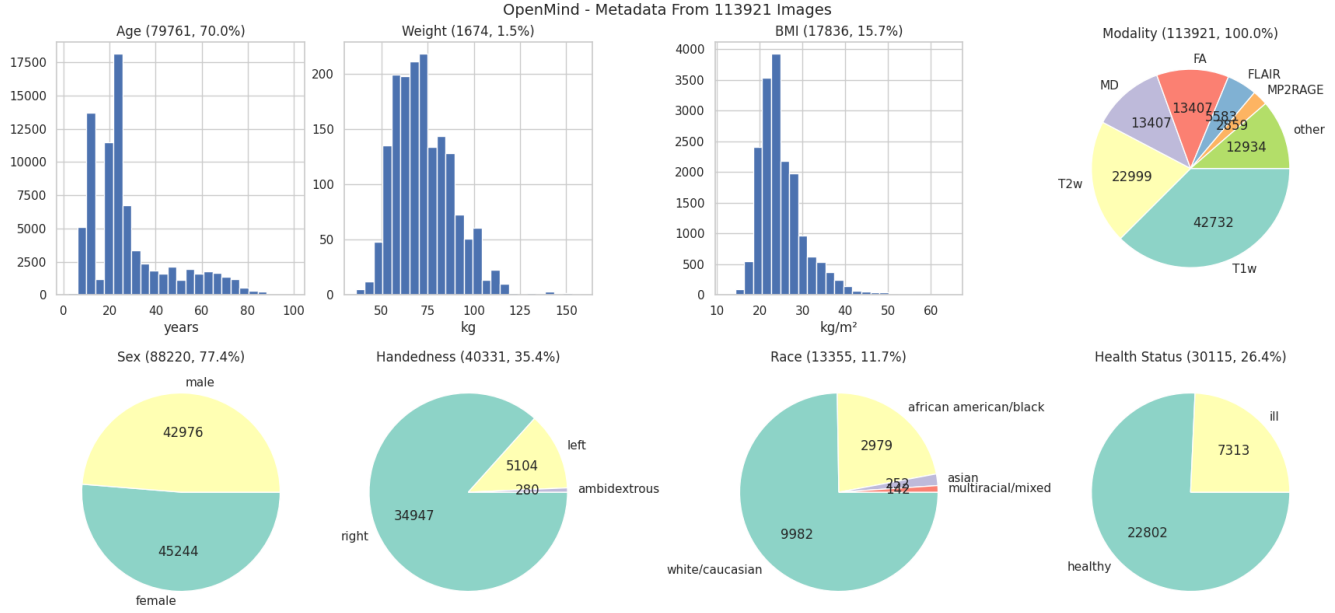 OpenMind - Metadata From 113921 Images
Age (79761, 70.0%)
17500
15000
12500
10000
7500
5000
2500
0
0 20 40 60 80 100
years
Weight (1674, 1.5%)
200
150
100
50
0
50 75 100 125 150
kg
BMI (17836, 15.7%)
4000
3500
3000
2500
2000
1500
1000
500
0
10 20 30 40 50 60
kg/m²
Modality (113921, 100.0%)
FA
FLAIR
MP2RAGE
other
MD
T2w
T1w
13407
5583
2859
12934
13407
22999
42732
Sex (88220, 77.4%)
male
42976
45244
female
Handedness (40331, 35.4%)
left
5104
ambidextrous
280
34947
right
Race (13355, 11.7%)
african american/black
2979
asian
252
multiracial/mixed
142
9982
white/caucasian
Health Status (30115, 26.4%)
ill
7313
22802
healthy